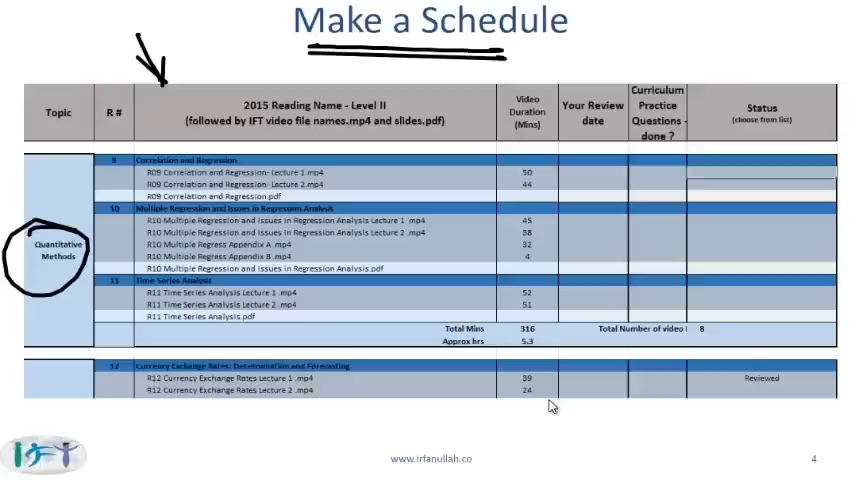 Make a Schedule
Topic R # 2015 Reading Name - Level II (followed by IFT video file names.mp4 and slides.pdf) Video Duration (Mins) Your Review date Curriculum Practice Questions - done ? Status (choose from list)
9 Correlation and Regression
R09 Correlation and Regression- Lecture 1.mp4 50
R09 Correlation and Regression- Lecture 2.mp4 44
R09 Correlation and Regression.pdf
10 Multiple Regression and Issues in Regression Analysis
R10 Multiple Regression and Issues in Regression Analysis Lecture 1 .mp4 45
R10 Multiple Regression and Issues in Regression Analysis Lecture 2 .mp4 38
Quantitative Methods
R10 Multiple Regress Appendix A.mp4 32
R10 Multiple Regress Appendix B.mp4 4
R10 Multiple Regression and Issues in Regression Analysis.pdf
11 Time Series Analysis
R11 Time Series Analysis Lecture 1 .mp4 52
R11 Time Series Analysis Lecture 2 .mp4 51
R11 Time Series Analysis.pdf
Total Mins 316 Total Number of video 8
Approx hrs 5.3
12 Currency Exchange Rates: Determination and Forecasting
R12 Currency Exchange Rates Lecture 1 .mp4 39 Reviewed
R12 Currency Exchange Rates Lecture 2 .mp4 24
IFT
www.irfanullah.co
4